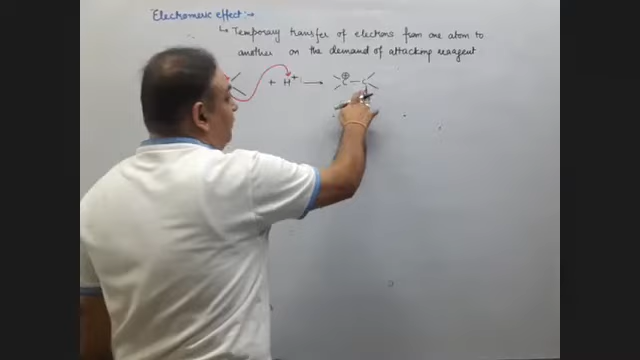 Electromeric effect :-
↳ Temporary transfer of electrons from one atom to
another on the demand of attacking reagent
+ H⁺ ⟶ ⊕ C – C